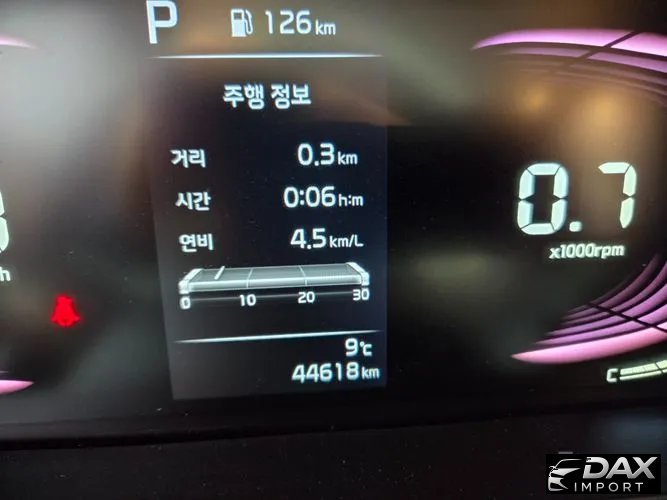 P 126 km
주행 정보
거리 0.3 km
시간 0:06 h:m
연비 4.5 km/L
0 10 20 30
9℃
44618 km
0.7
x1000rpm
h
C
DAX
IMPORT